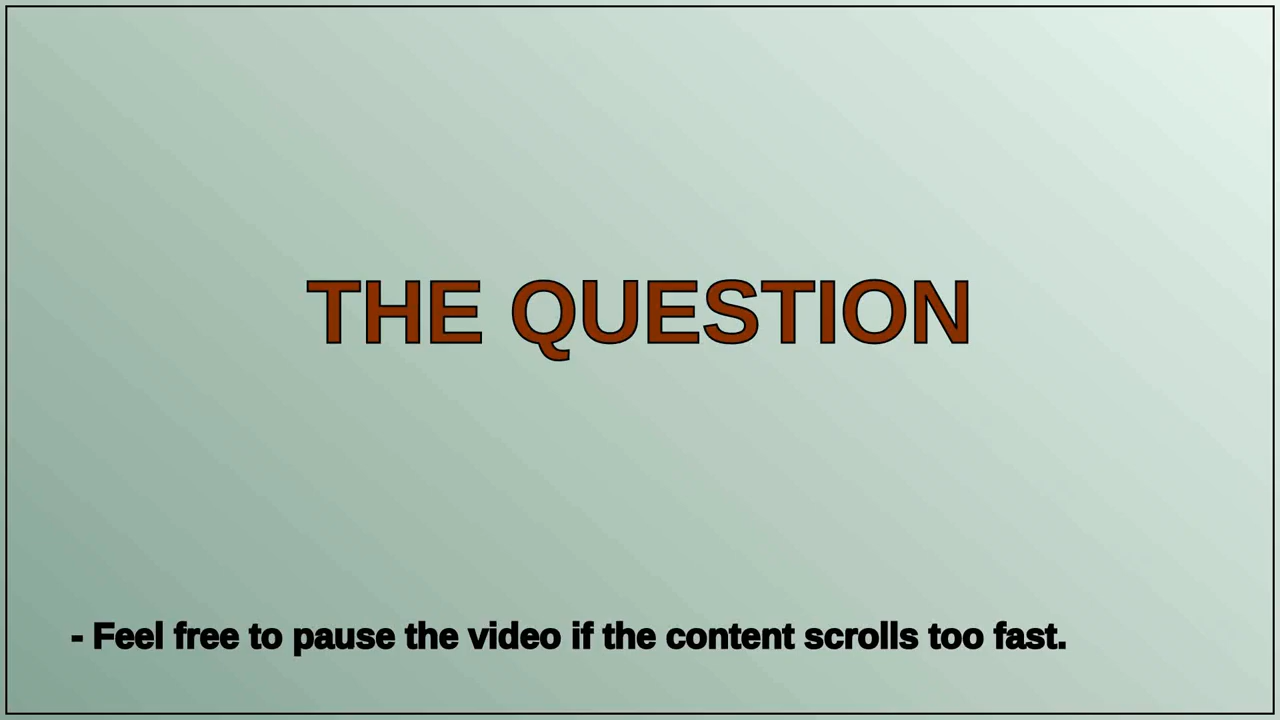 THE QUESTION
- Feel free to pause the video if the content scrolls too fast.